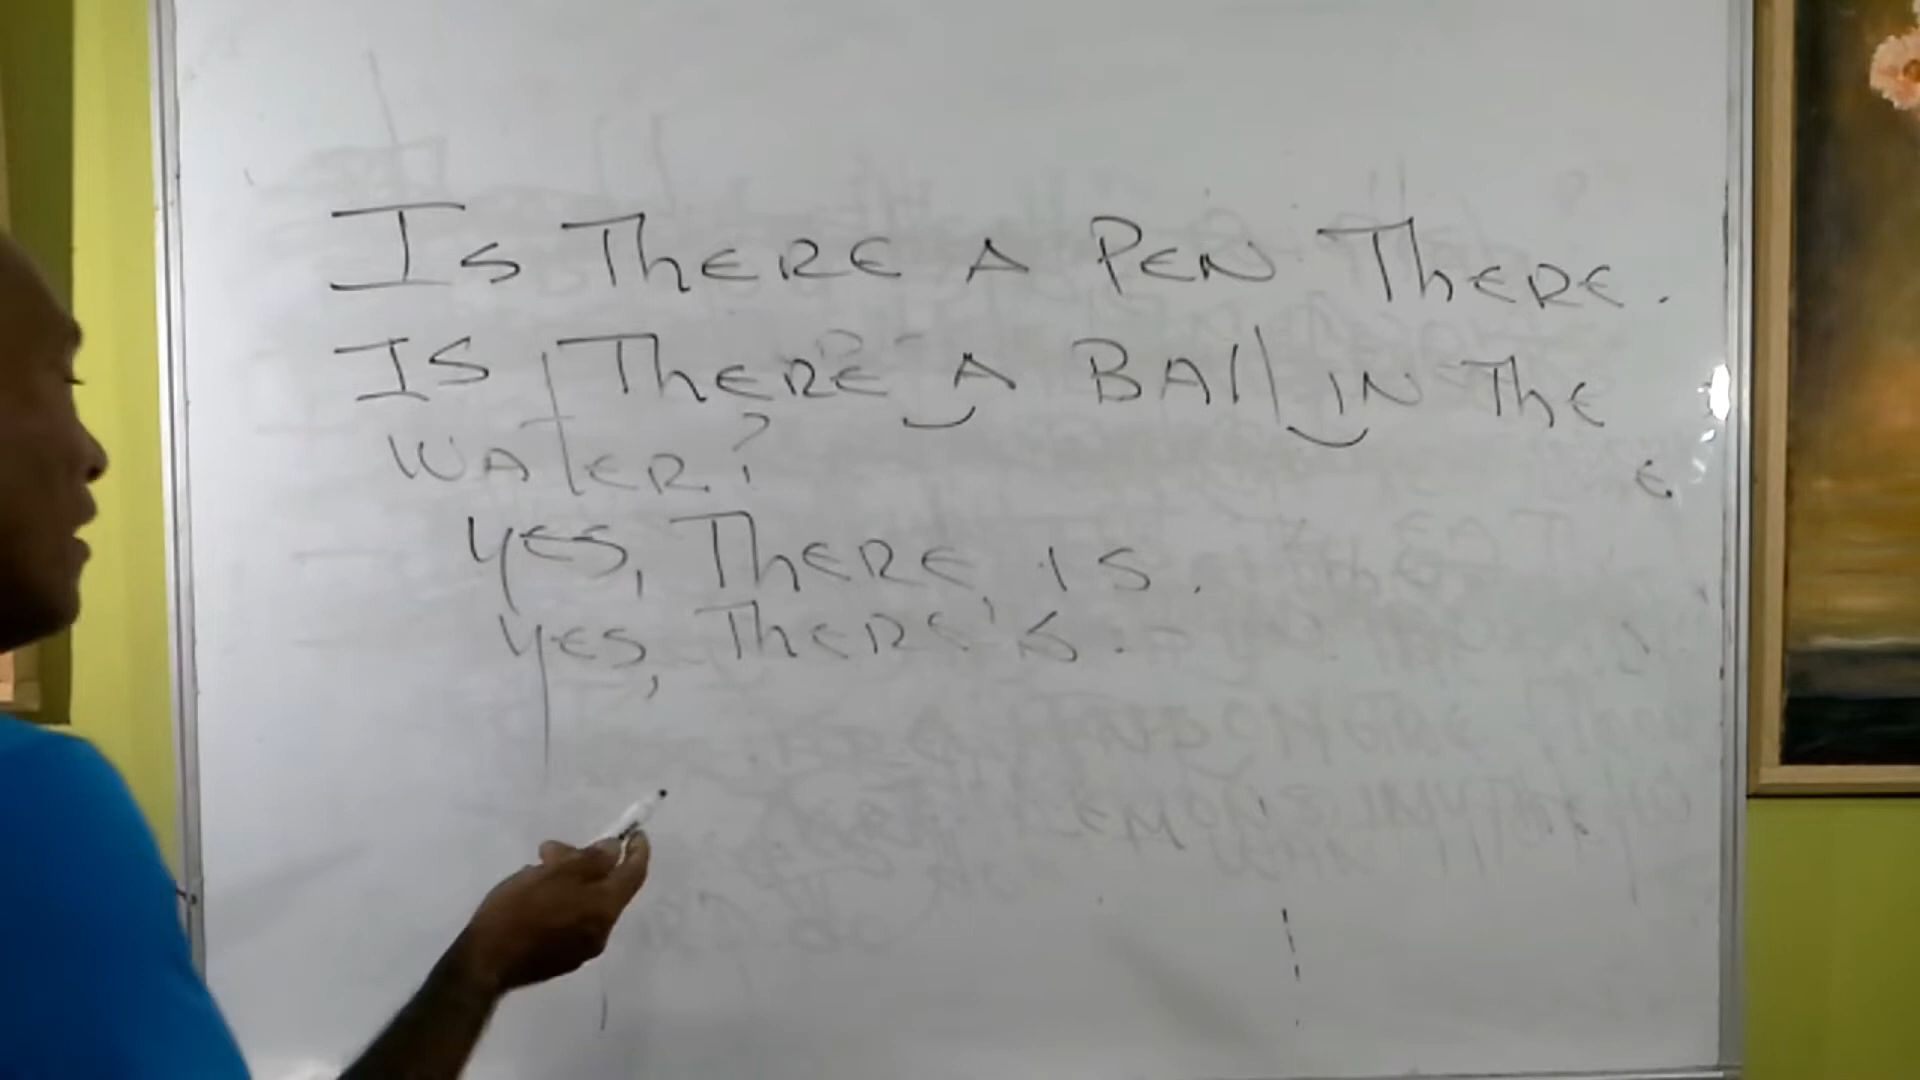 Is ThERE A PEN ThERE.
IS ThERE A BAll IN The
WATER?
YES, ThERE IS.
YES, ThERE'S.